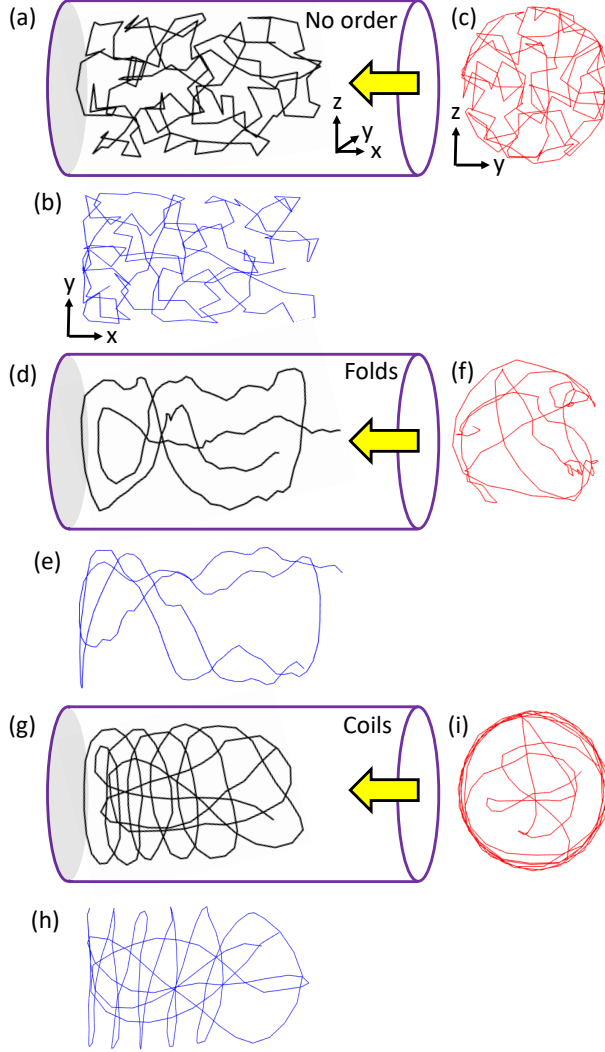 (a)
No order
(c)
z
y
x
z
y
(b)
y
x
(d)
Folds
(f)
(e)
(g)
Coils
(i)
(h)